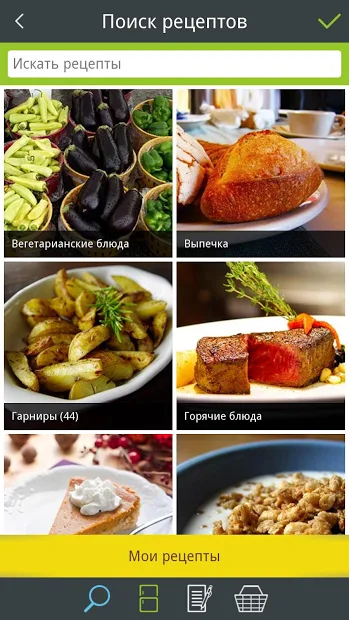 Поиск рецептов
Искать рецепты
Вегетарианские блюда
Выпечка
Гарниры (44)
Горячие блюда
Мои рецепты